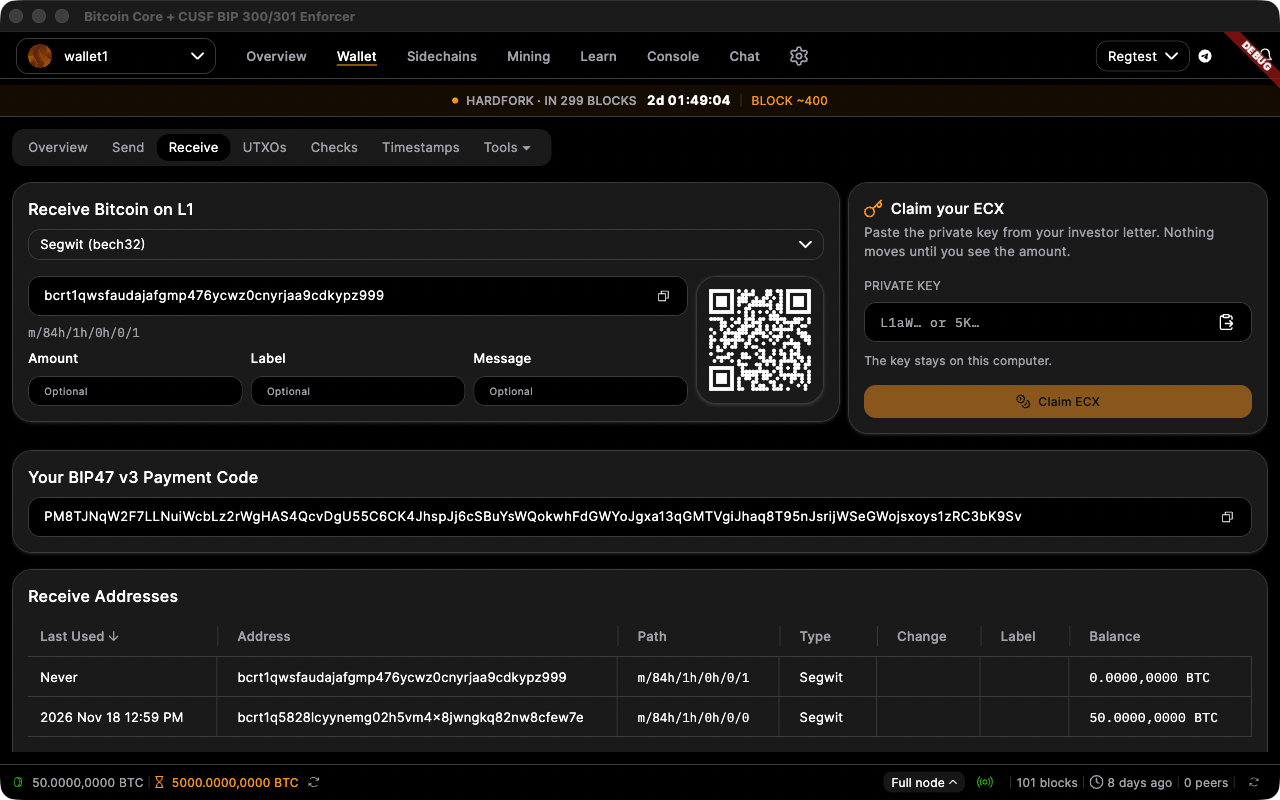 Bitcoin Core + CUSF BIP 300/301 Enforcer
wallet1
Overview
Wallet
Sidechains
Mining
Learn
Console
Chat
Regtest
DEBUG
HARDFORK · IN 299 BLOCKS 2d 01:49:04 BLOCK ~400
Overview
Send
Receive
UTXOs
Checks
Timestamps
Tools
Receive Bitcoin on L1
Segwit (bech32)
bcrt1qwsfaudajafgmp476ycwz0cnyrjaa9cdkypz999
m/84h/1h/0h/0/1
Amount Label Message
Optional Optional Optional
Claim your ECX
Paste the private key from your investor letter. Nothing
moves until you see the amount.
PRIVATE KEY
L1aW… or 5K…
The key stays on this computer.
Claim ECX
Your BIP47 v3 Payment Code
PM8TJNqW2F7LLNuiWcbLz2rWgHAS4QcvDgU55C6CK4JhspJj6cSBuYsWQokwhFdGWYoJgxa13qGMTVgiJhaq8T95nJsrijWSeGWojsxoys1zRC3bK9Sv
Receive Addresses
Last Used Address Path Type Change Label Balance
Never bcrt1qwsfaudajafgmp476ycwz0cnyrjaa9cdkypz999 m/84h/1h/0h/0/1 Segwit 0.0000,0000 BTC
2026 Nov 18 12:59 PM bcrt1q5828lcyynemg02h5vm4×8jwngkq82nw8cfew7e m/84h/1h/0h/0/0 Segwit 50.0000,0000 BTC
50.0000,0000 BTC 5000.0000,0000 BTC Full node 101 blocks 8 days ago 0 peers